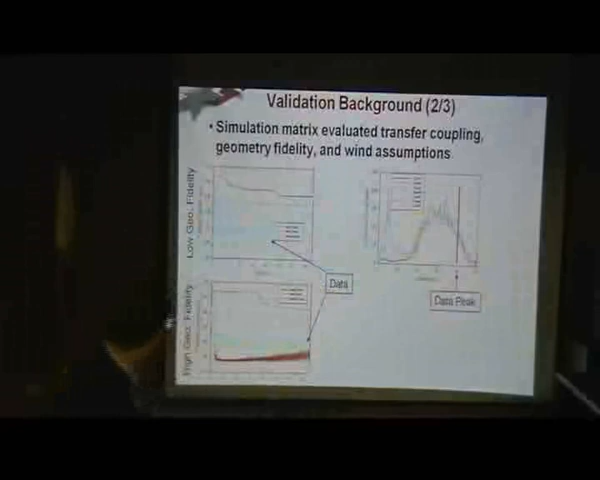 Validation Background (2/3)
• Simulation matrix evaluated transfer coupling,
geometry fidelity, and wind assumptions
Low Geo. Fidelity
High Geo. Fidelity
Data
Data Peak